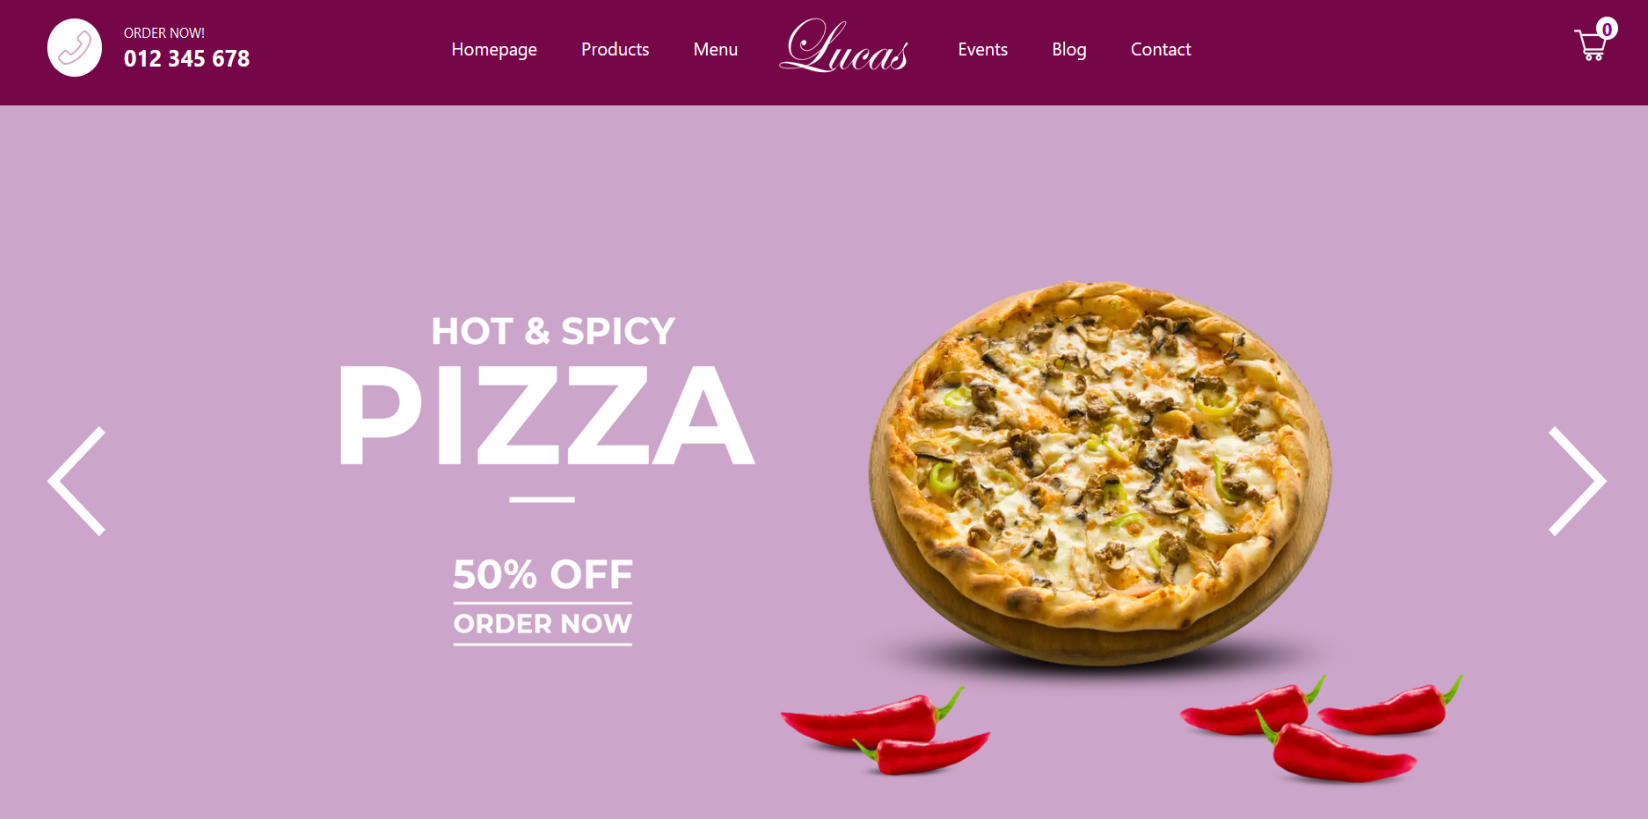 ORDER NOW!
012 345 678
Homepage Products Menu Lucas Events Blog Contact
0
HOT & SPICY
PIZZA
50% OFF
ORDER NOW